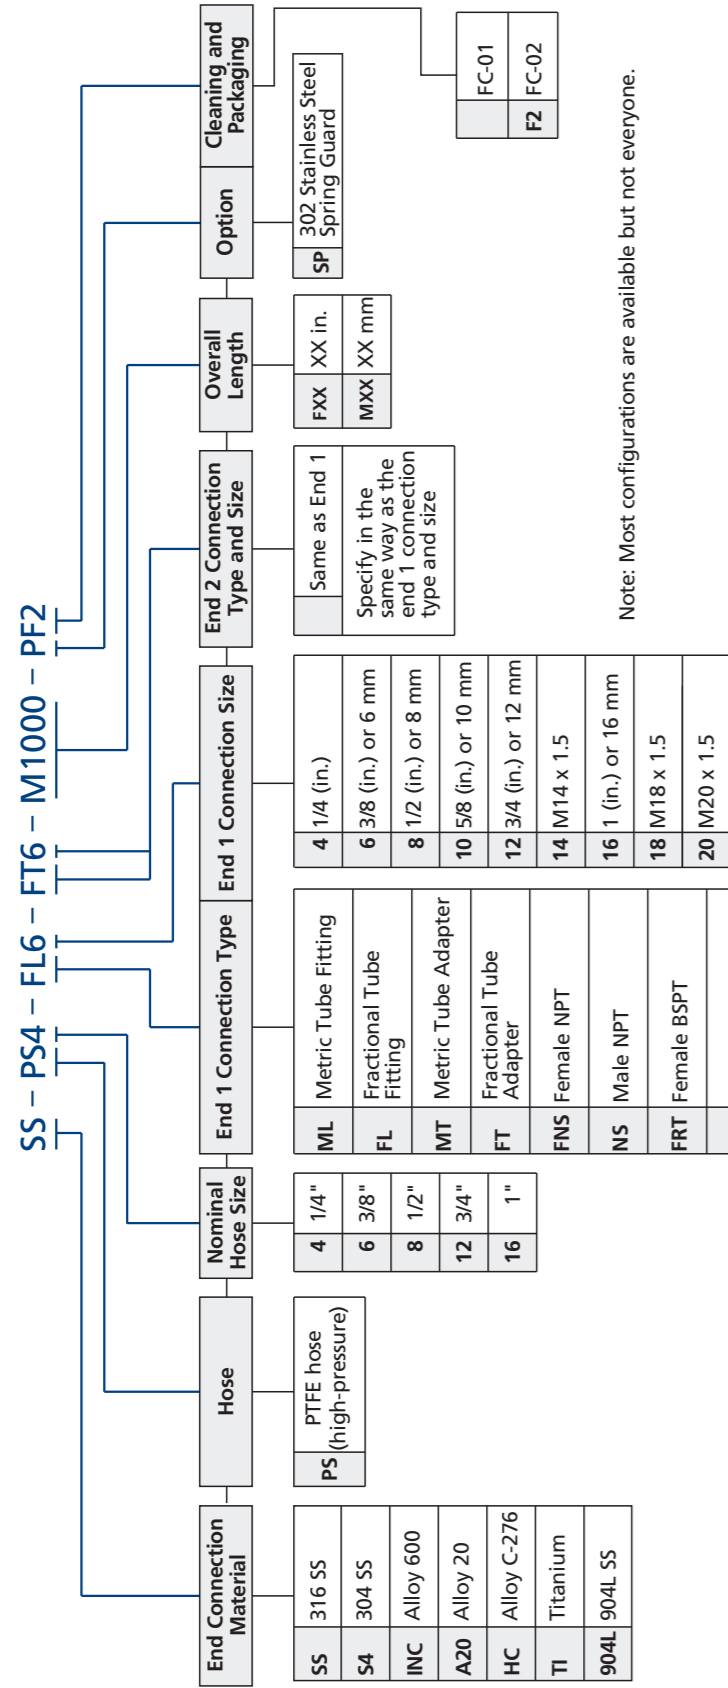 SS – PS4 – FL6 – FT6 – M1000 – PF2
End Connection
Material
SS 316 SS
S4 304 SS
INC Alloy 600
A20 Alloy 20
HC Alloy C-276
TI Titanium
904L 904L SS
Hose
PS PTFE hose
(high-pressure)
Nominal
Hose Size
4 1/4"
6 3/8"
8 1/2"
12 3/4"
16 1"
End 1 Connection Type
ML Metric Tube Fitting
FL Fractional Tube
Fitting
MT Metric Tube Adapter
FT Fractional Tube
Adapter
FNS Female NPT
NS Male NPT
FRT Female BSPT
End 1 Connection Size
4 1/4 (in.)
6 3/8 (in.) or 6 mm
8 1/2 (in.) or 8 mm
10 5/8 (in.) or 10 mm
12 3/4 (in.) or 12 mm
14 M14 x 1.5
16 1 (in.) or 16 mm
18 M18 x 1.5
20 M20 x 1.5
End 2 Connection
Type and Size
Same as End 1
Specify in the
same way as the
end 1 connection
type and size
Overall
Length
FXX XX in.
MXX XX mm
Option
SP 302 Stainless Steel
Spring Guard
Cleaning and
Packaging
FC-01
F2 FC-02
Note: Most configurations are available but not everyone.